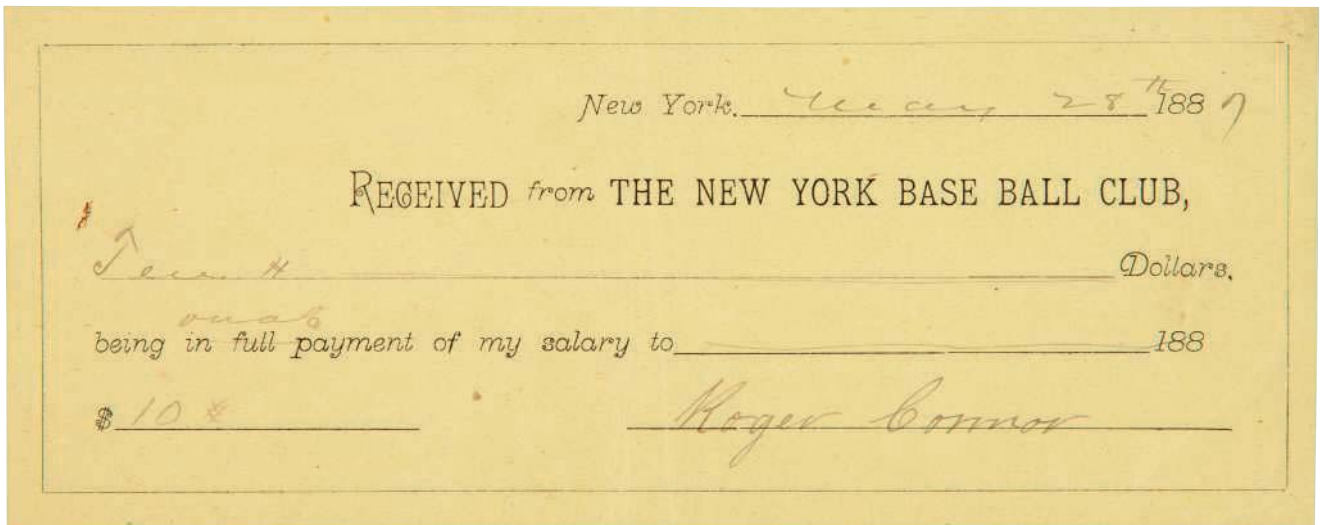 New York. May 28th 1887
RECEIVED from THE NEW YORK BASE BALL CLUB,
Ten Dollars.
being in full payment of my salary to 188
$ 10
Roger Connor